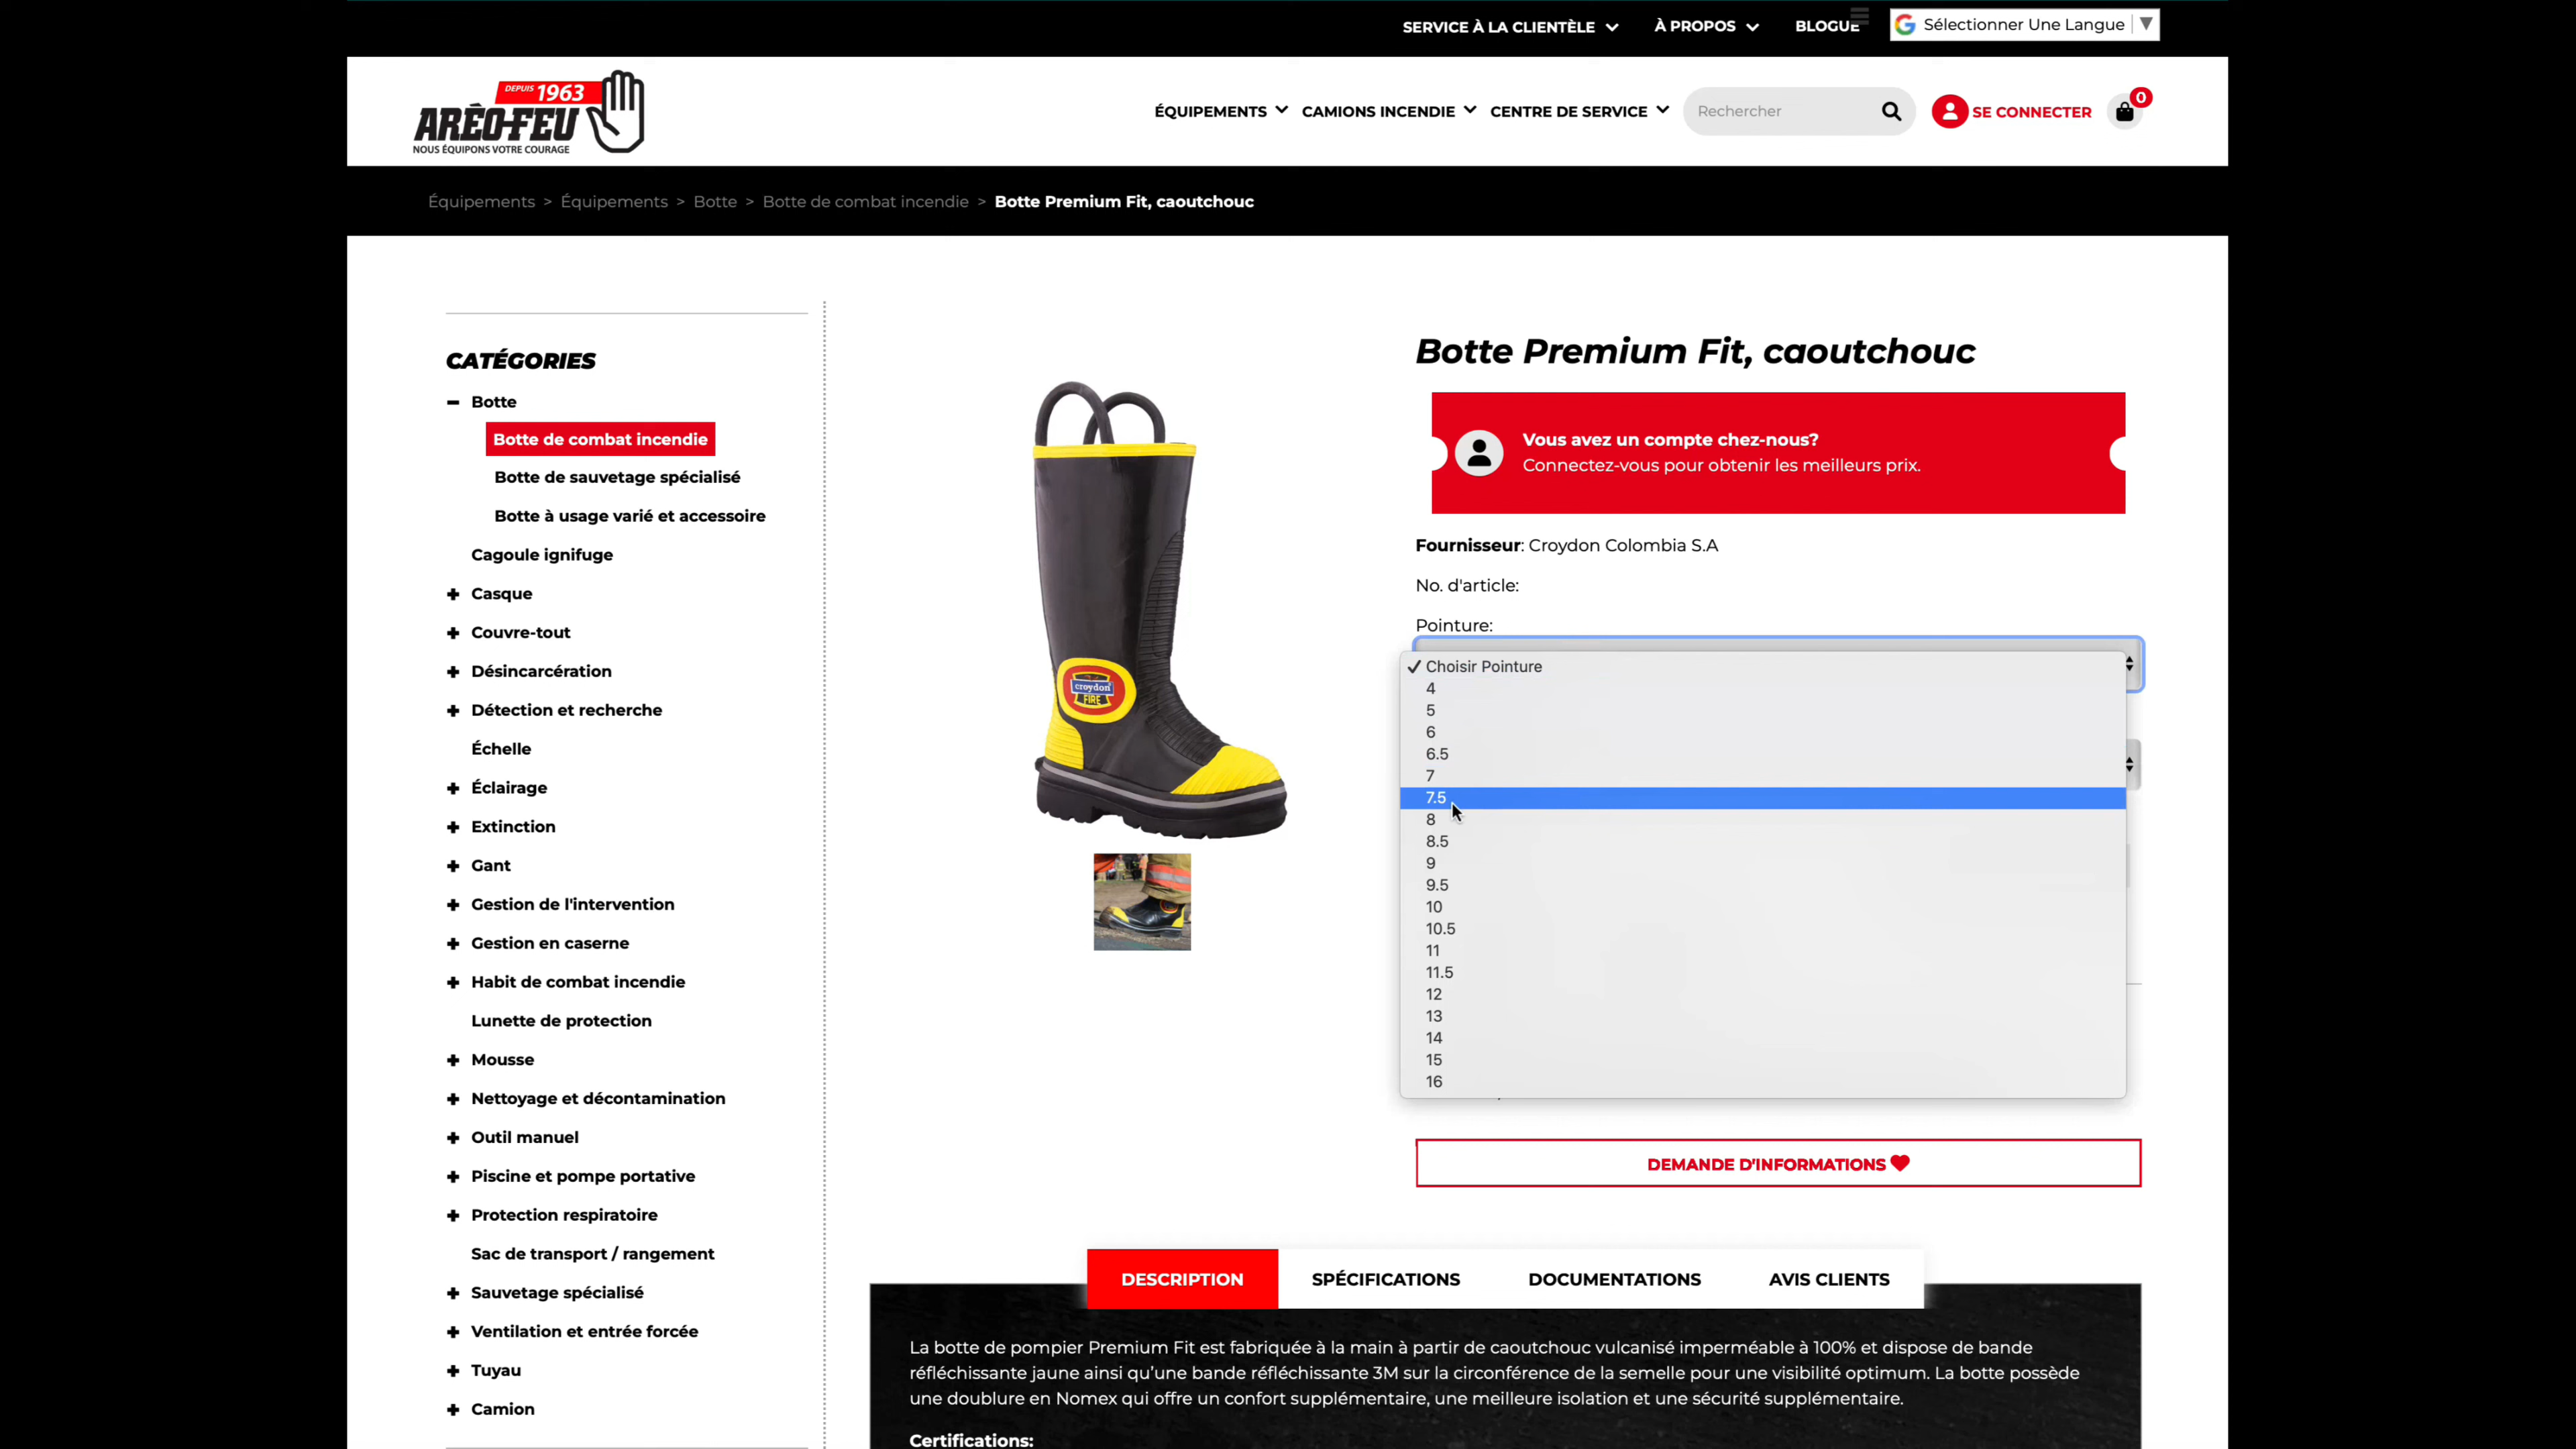 SERVICE À LA CLIENTÈLE À PROPOS BLOGUE Sélectionner Une Langue ▼
DEPUIS 1963
ARÉO-FEU
NOUS ÉQUIPONS VOTRE COURAGE
ÉQUIPEMENTS CAMIONS INCENDIE CENTRE DE SERVICE Rechercher SE CONNECTER 0
Équipements > Équipements > Botte > Botte de combat incendie > Botte Premium Fit, caoutchouc
CATÉGORIES
Botte
Botte de combat incendie
Botte de sauvetage spécialisé
Botte à usage varié et accessoire
Cagoule ignifuge
Casque
Couvre-tout
Désincarcération
Détection et recherche
Échelle
Éclairage
Extinction
Gant
Gestion de l'intervention
Gestion en caserne
Habit de combat incendie
Lunette de protection
Mousse
Nettoyage et décontamination
Outil manuel
Piscine et pompe portative
Protection respiratoire
Sac de transport / rangement
Sauvetage spécialisé
Ventilation et entrée forcée
Tuyau
Camion
croydon
FIRE
Botte Premium Fit, caoutchouc
Vous avez un compte chez-nous?
Connectez-vous pour obtenir les meilleurs prix.
Fournisseur: Croydon Colombia S.A
No. d'article:
Pointure:
✓ Choisir Pointure
4
5
6
6.5
7
7.5
8
8.5
9
9.5
10
10.5
11
11.5
12
13
14
15
16
DEMANDE D'INFORMATIONS
DESCRIPTION SPÉCIFICATIONS DOCUMENTATIONS AVIS CLIENTS
La botte de pompier Premium Fit est fabriquée à la main à partir de caoutchouc vulcanisé imperméable à 100% et dispose de bande
réfléchissante jaune ainsi qu’une bande réfléchissante 3M sur la circonférence de la semelle pour une visibilité optimum. La botte possède
une doublure en Nomex qui offre un confort supplémentaire, une meilleure isolation et une sécurité supplémentaire.
Certifications: